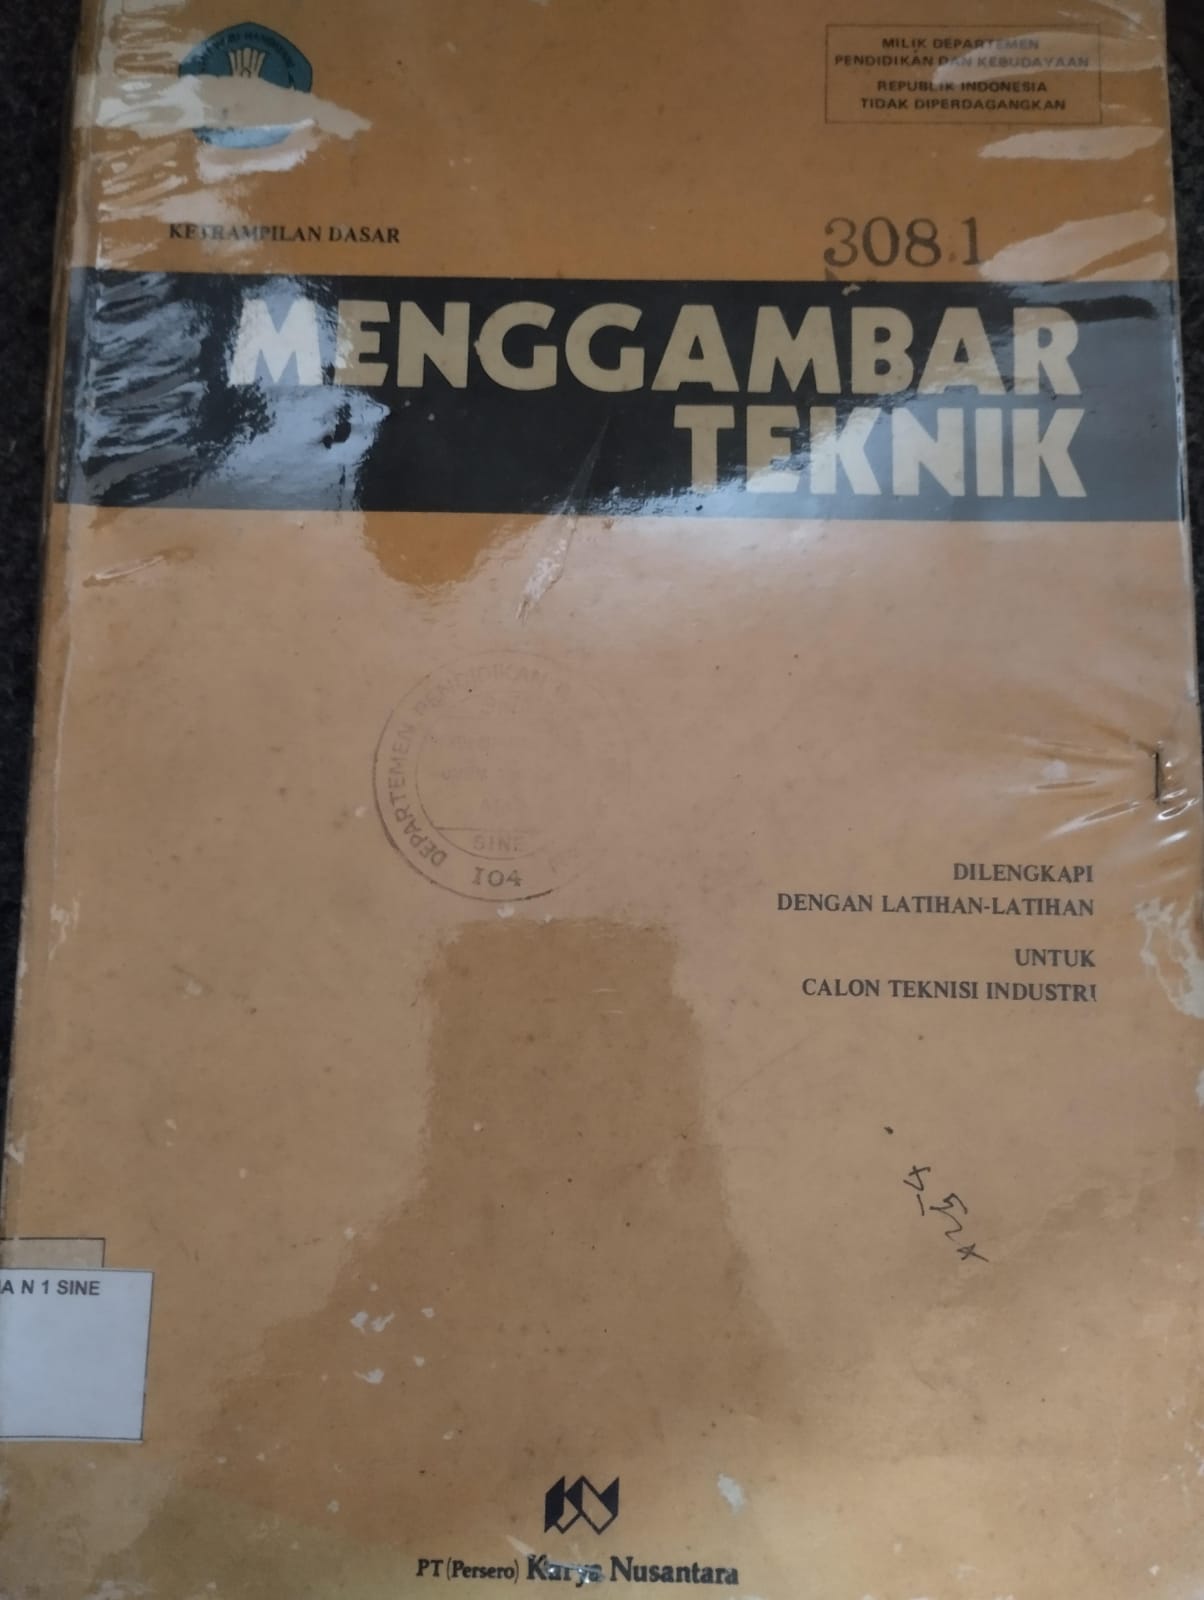 MILIK DEPARTEMEN
PENDIDIKAN DAN KEBUDAYAAN
REPUBLIK INDONESIA
TIDAK DIPERDAGANGKAN
KETRAMPILAN DASAR
308.1
MENGGAMBAR
TEKNIK
DEPARTEMEN PENDIDIKAN
SINE
104
DILENGKAPI
DENGAN LATIHAN-LATIHAN
UNTUK
CALON TEKNISI INDUSTRI
A N 1 SINE
PT (Persero) Karya Nusantara